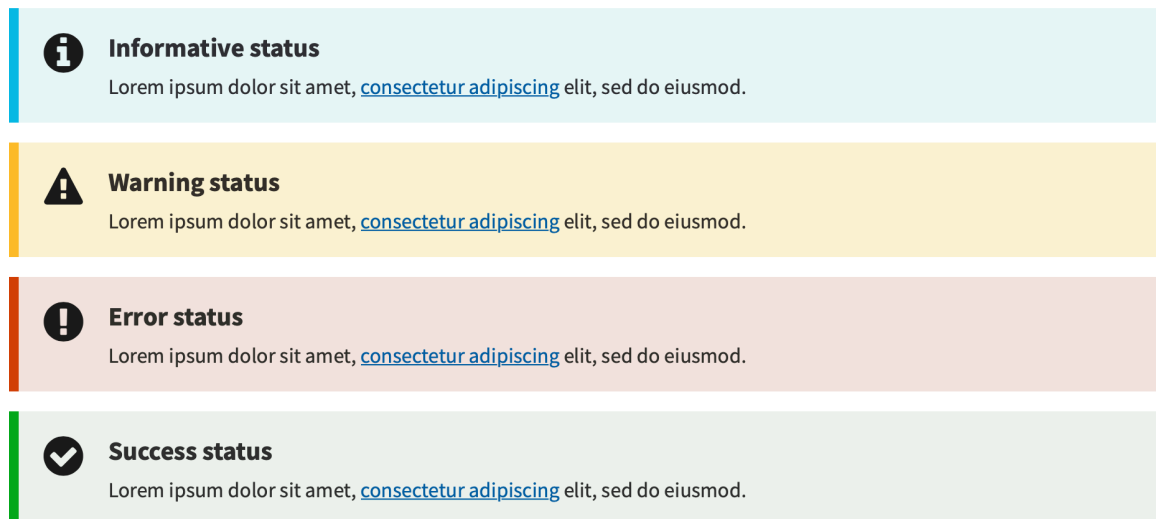 Informative status
Lorem ipsum dolor sit amet, consectetur adipiscing elit, sed do eiusmod.
Warning status
Lorem ipsum dolor sit amet, consectetur adipiscing elit, sed do eiusmod.
Error status
Lorem ipsum dolor sit amet, consectetur adipiscing elit, sed do eiusmod.
Success status
Lorem ipsum dolor sit amet, consectetur adipiscing elit, sed do eiusmod.